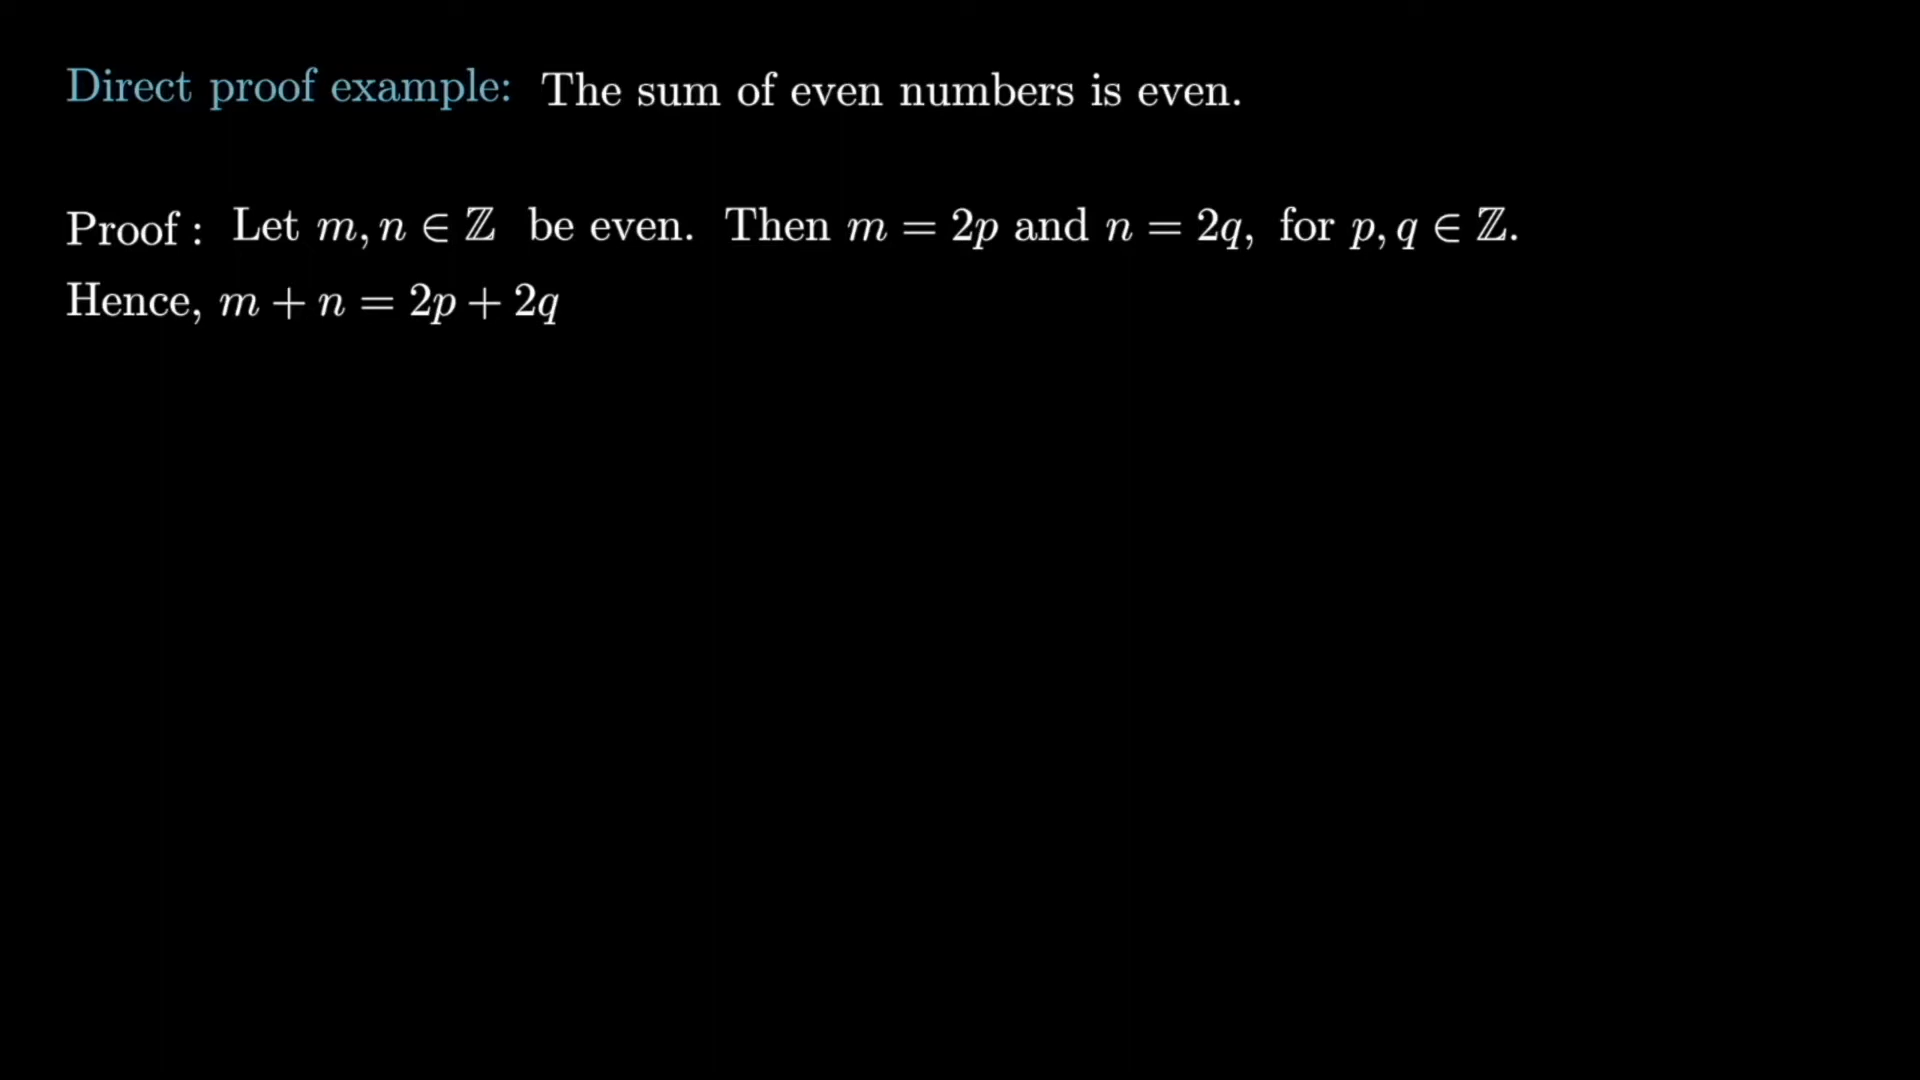 Direct proof example: The sum of even numbers is even.
Proof : Let m, n ∈ ℤ be even. Then m = 2p and n = 2q, for p, q ∈ ℤ.
Hence, m + n = 2p + 2q